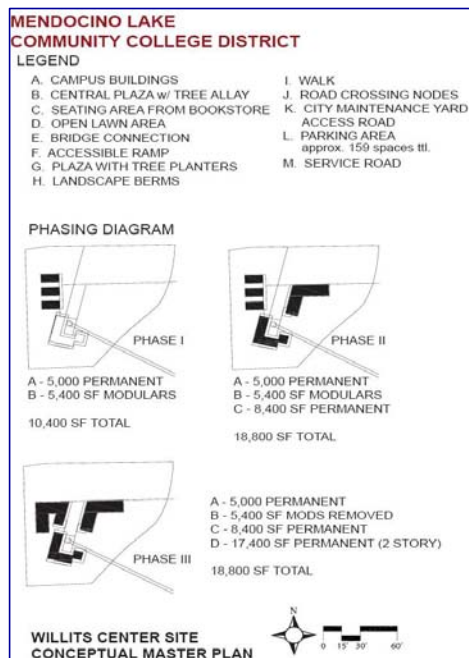 MENDOCINO LAKE
COMMUNITY COLLEGE DISTRICT
LEGEND
A. CAMPUS BUILDINGS
B. CENTRAL PLAZA w/ TREE ALLAY
C. SEATING AREA FROM BOOKSTORE
D. OPEN LAWN AREA
E. BRIDGE CONNECTION
F. ACCESSIBLE RAMP
G. PLAZA WITH TREE PLANTERS
H. LANDSCAPE BERMS
I. WALK
J. ROAD CROSSING NODES
K. CITY MAINTENANCE YARD
ACCESS ROAD
L. PARKING AREA
approx. 159 spaces ttl.
M. SERVICE ROAD
PHASING DIAGRAM
PHASE I
A - 5,000 PERMANENT
B - 5,400 SF MODULARS
10,400 SF TOTAL
PHASE II
A - 5,000 PERMANENT
B - 5,400 SF MODULARS
C - 8,400 SF PERMANENT
18,800 SF TOTAL
PHASE III
A - 5,000 PERMANENT
B - 5,400 SF MODS REMOVED
C - 8,400 SF PERMANENT
D - 17,400 SF PERMANENT (2 STORY)
18,800 SF TOTAL
WILLITS CENTER SITE
CONCEPTUAL MASTER PLAN
N
0 15' 30' 60'